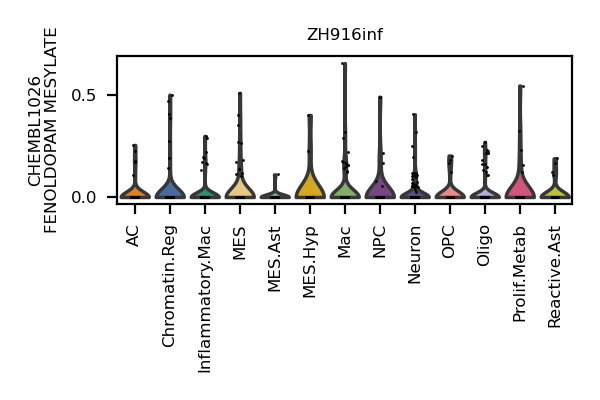 ZH916inf
CHEMBL1026
FENOLDOPAM MESYLATE
0.5
0.0
AC
Chromatin.Reg
Inflammatory.Mac
MES
MES.Ast
MES.Hyp
Mac
NPC
Neuron
OPC
Oligo
Prolif.Metab
Reactive.Ast